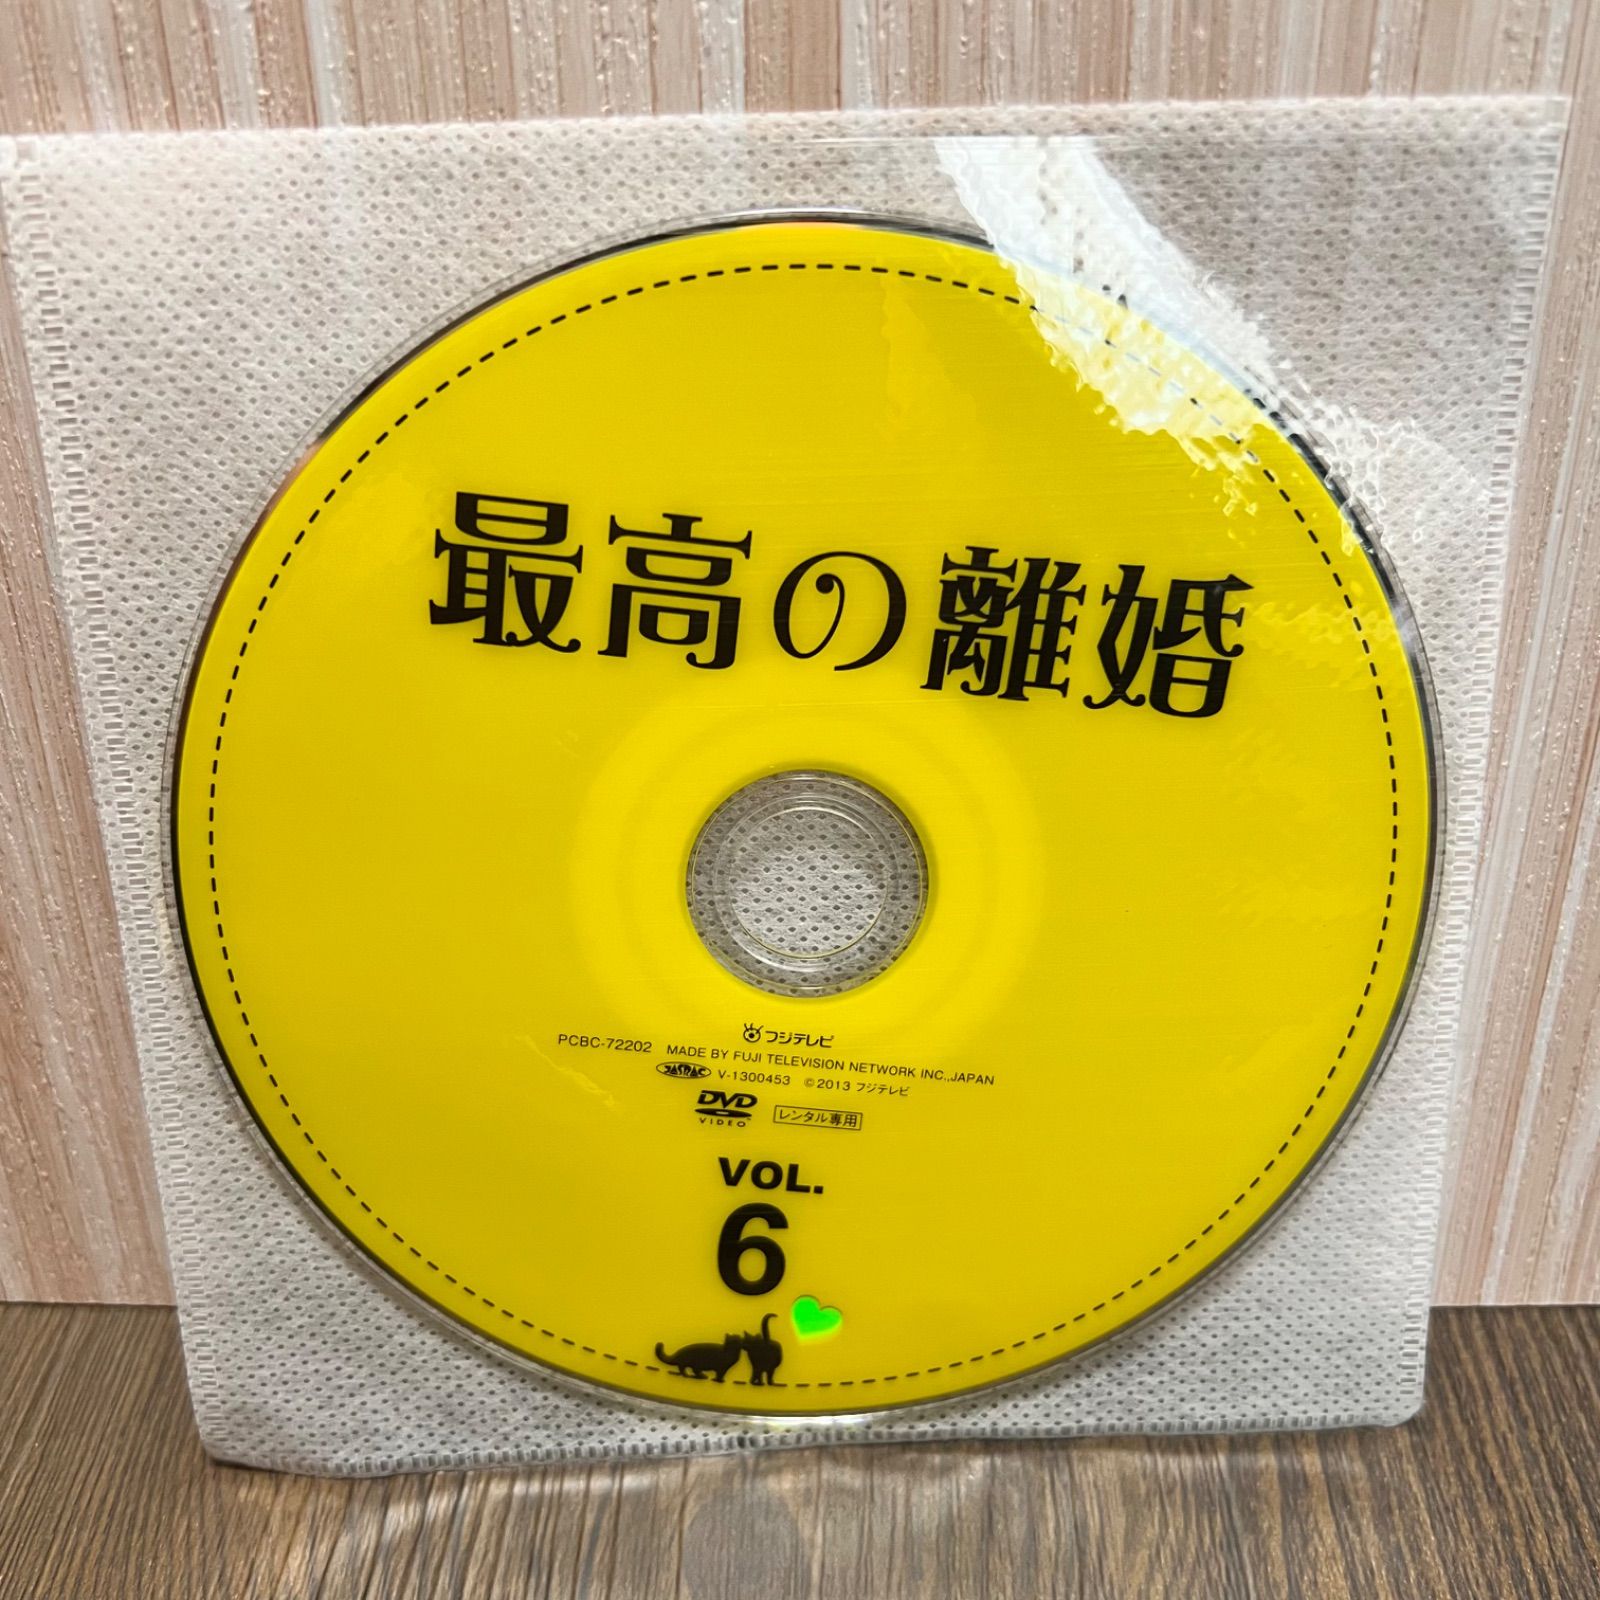 最高の離婚
フジテレビ
PCBC-72202 MADE BY FUJI TELEVISION NETWORK INC.,JAPAN
JASRAC V-1300453 ©2013 フジテレビ
DVD VIDEO レンタル専用
VOL.
6